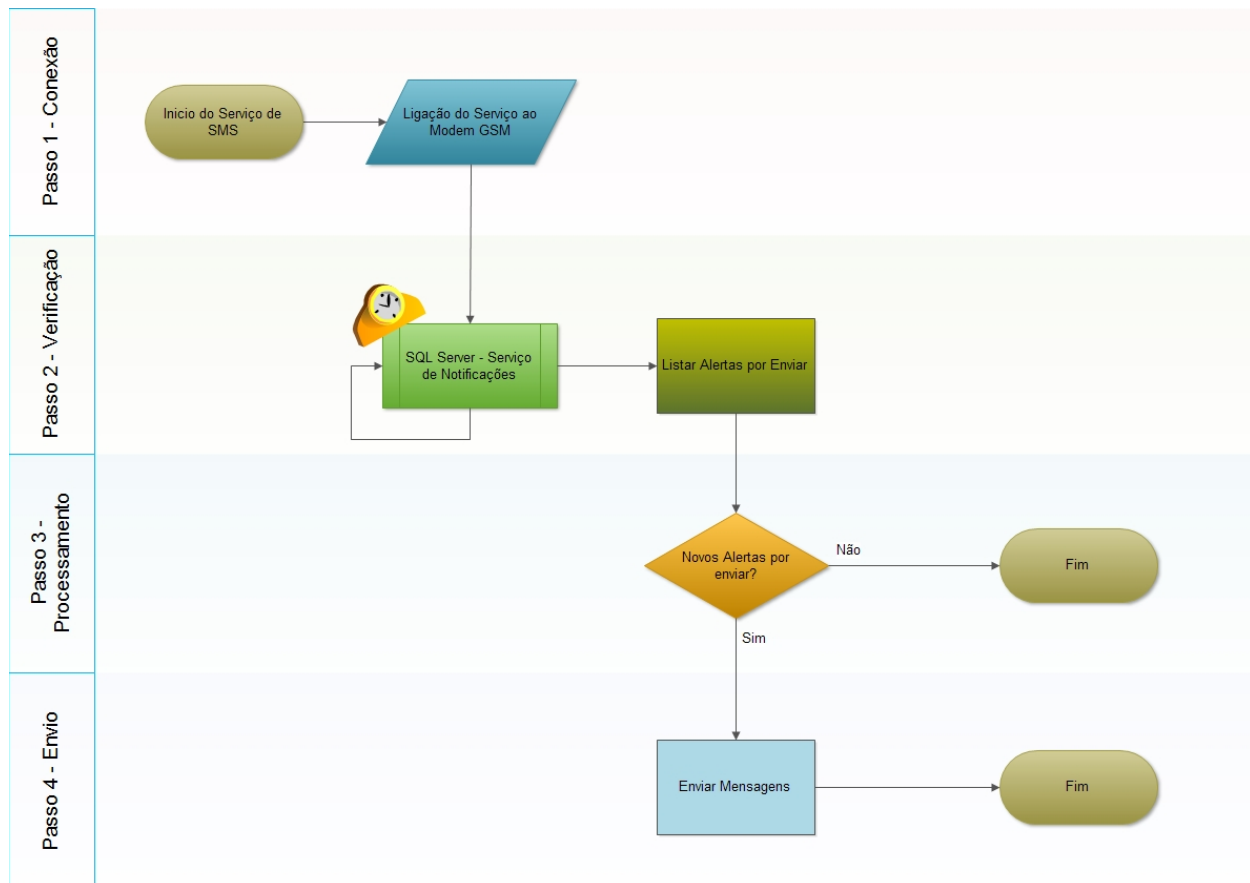 Passo 1 - Conexão
Inicio do Serviço de
SMS
Ligação do Serviço ao
Modem GSM
Passo 2 - Verificação
SQL Server - Serviço
de Notificações
Listar Alertas por Enviar
Passo 3 -
Processamento
Novos Alertas por
enviar?
Não
Fim
Sim
Passo 4 - Envio
Enviar Mensagens
Fim